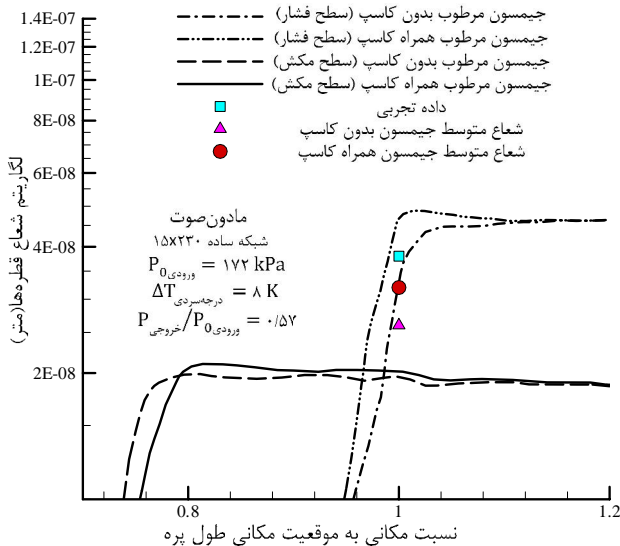 جیمسون مرطوب بدون کاسپ (سطح فشار)
جیمسون مرطوب همراه کاسپ (سطح فشار)
جیمسون مرطوب بدون کاسپ (سطح مکش)
جیمسون مرطوب همراه کاسپ (سطح مکش)
داده تجربی
شعاع متوسط جیمسون بدون کاسپ
شعاع متوسط جیمسون همراه کاسپ
1.4E-07
1.2E-07
1E-07
8E-08
6E-08
4E-08
2E-08
لگاریتم شعاع قطره‌ها(متر)
مادون‌صوت
شبکه ساده ۱۵x۲۳۰
P₀ورودی = ۱۷۲ kPa
ΔTدرجه‌سردی = ۸ K
Pخروجی/P₀ورودی = ۰/۵۷
0.8 1 1.2
نسبت مکانی به موقعیت مکانی طول پره